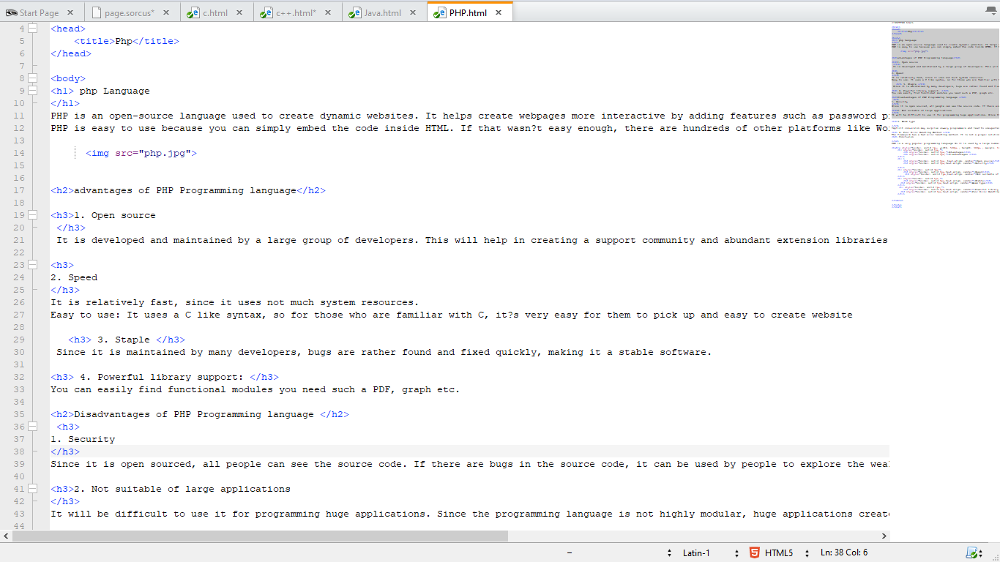 Start Page
page.sorcus*
c.html
c++.html*
Java.html
PHP.html
4 <head>
5 <title>Php</title>
6 </head>
7
8 <body>
9 <h1> php Language
10 </h1>
11 PHP is an open-source language used to create dynamic websites. It helps create webpages more interactive by adding features such as password p
12 PHP is easy to use because you can simply embed the code inside HTML. If that wasn?t easy enough, there are hundreds of other platforms like Wo
13
14 <img src="php.jpg">
15
16
17 <h2>advantages of PHP Programming language</h2>
18
19 <h3>1. Open source
20 </h3>
21 It is developed and maintained by a large group of developers. This will help in creating a support community and abundant extension libraries
22
23 <h3>
24 2. Speed
25 </h3>
26 It is relatively fast, since it uses not much system resources.
27 Easy to use: It uses a C like syntax, so for those who are familiar with C, it?s very easy for them to pick up and easy to create website
28
29 <h3> 3. Staple </h3>
30 Since it is maintained by many developers, bugs are rather found and fixed quickly, making it a stable software.
31
32 <h3> 4. Powerful library support: </h3>
33 You can easily find functional modules you need such a PDF, graph etc.
34
35 <h2>Disadvantages of PHP Programming language </h2>
36 <h3>
37 1. Security
38 </h3>
39 Since it is open sourced, all people can see the source code. If there are bugs in the source code, it can be used by people to explore the wea
40
41 <h3>2. Not suitable of large applications
42 </h3>
43 It will be difficult to use it for programming huge applications. Since the programming language is not highly modular, huge applications creat
44
Latin-1
HTML5
Ln: 38 Col: 6